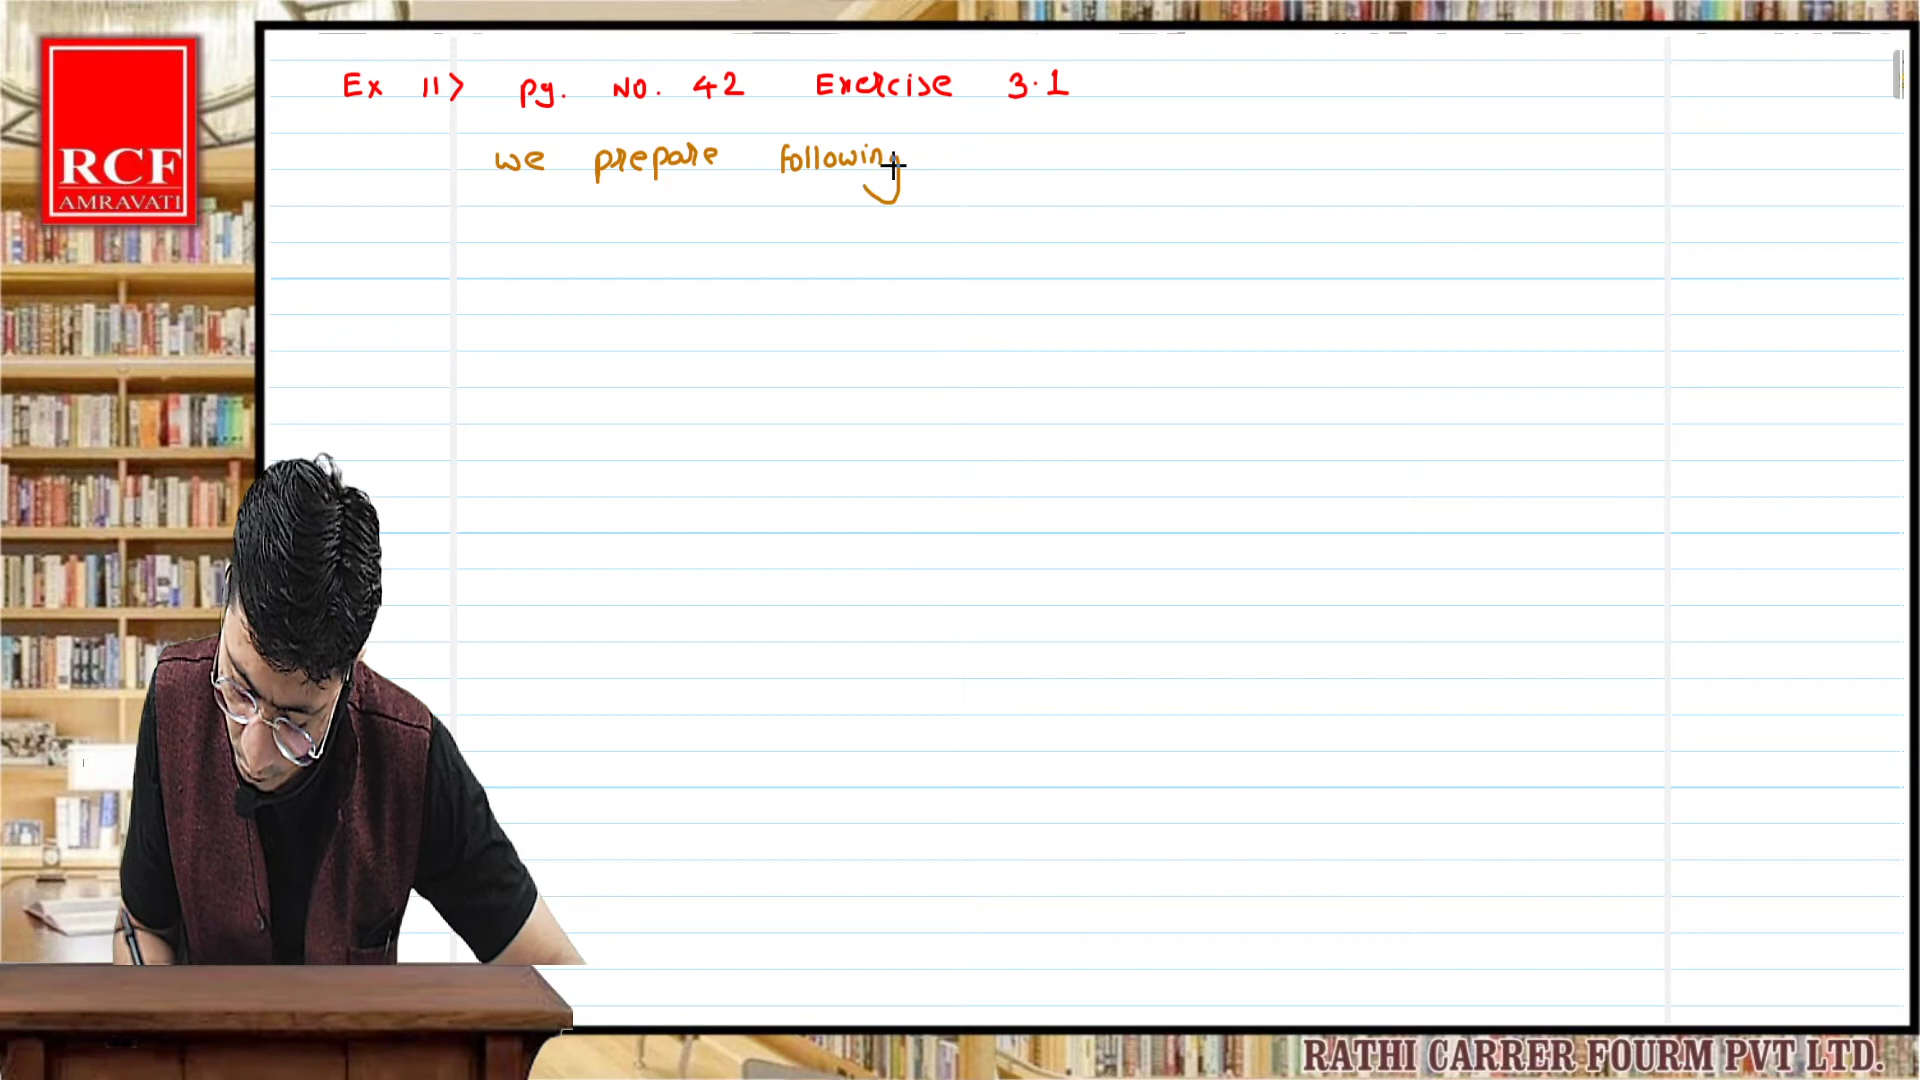 Ex 11> pg. No. 42 Exercise 3.1
we prepare following
RCF
AMRAVATI
RATHI CARRER FOURM PVT LTD.